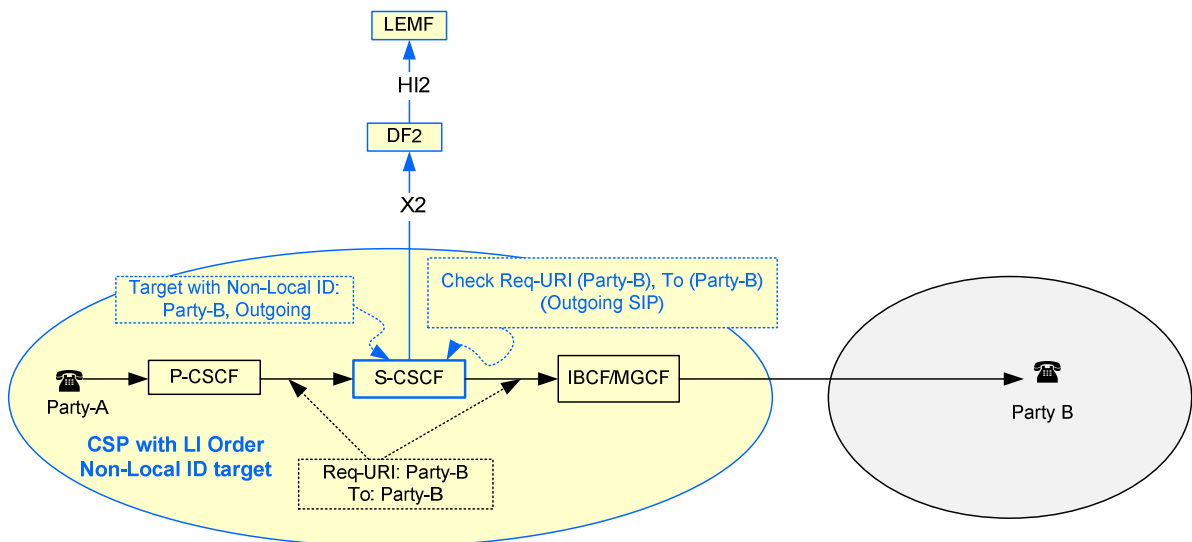 LEMF
HI2
DF2
X2
Target with Non-Local ID:
Party-B, Outgoing
Check Req-URI (Party-B), To (Party-B)
(Outgoing SIP)
P-CSCF
S-CSCF
IBCF/MGCF
Party-A
Party B
CSP with LI Order
Non-Local ID target
Req-URI: Party-B
To: Party-B